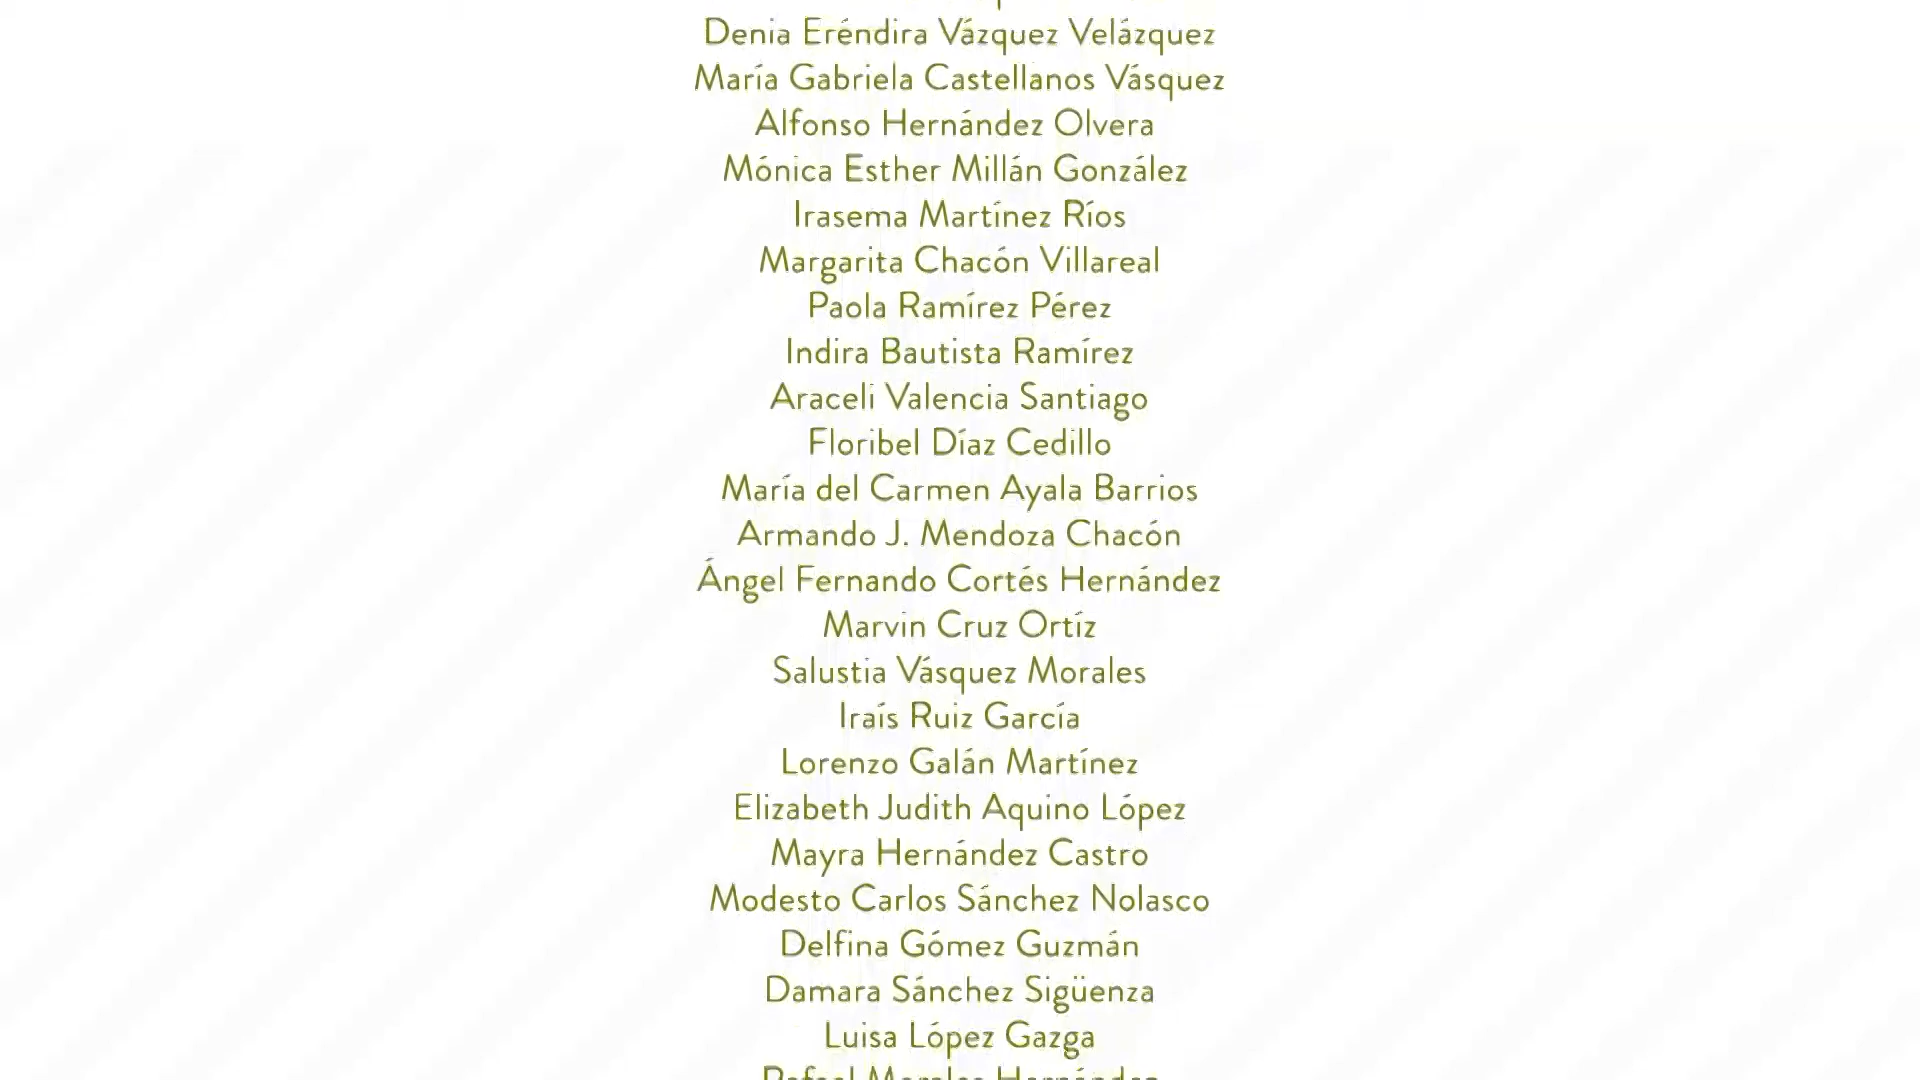 Denia Eréndira Vázquez Velázquez
María Gabriela Castellanos Vásquez
Alfonso Hernández Olvera
Mónica Esther Millán González
Irasema Martínez Ríos
Margarita Chacón Villareal
Paola Ramírez Pérez
Indira Bautista Ramírez
Araceli Valencia Santiago
Floribel Díaz Cedillo
María del Carmen Ayala Barrios
Armando J. Mendoza Chacón
Ángel Fernando Cortés Hernández
Marvin Cruz Ortíz
Salustia Vásquez Morales
Iraís Ruiz García
Lorenzo Galán Martínez
Elizabeth Judith Aquino López
Mayra Hernández Castro
Modesto Carlos Sánchez Nolasco
Delfina Gómez Guzmán
Damara Sánchez Sigüenza
Luisa López Gazga
Rafael Morales Hernández